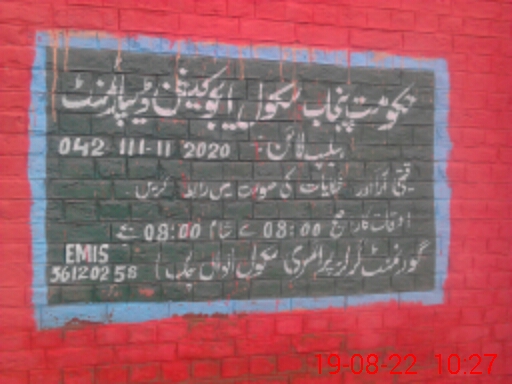 حکومت پنجاب سکول ایجوکیشن ڈیپارٹمنٹ
ہیلپ لائن: 042-111-11 2020
قیمتی آرا اور شکایات کی صورت میں رابطہ کریں
اوقات کار صبح 08:00 سے شام 08:00 تک
گورنمنٹ گرلز پرائمری سکول
EMIS
36120258
19-08-22 10:27